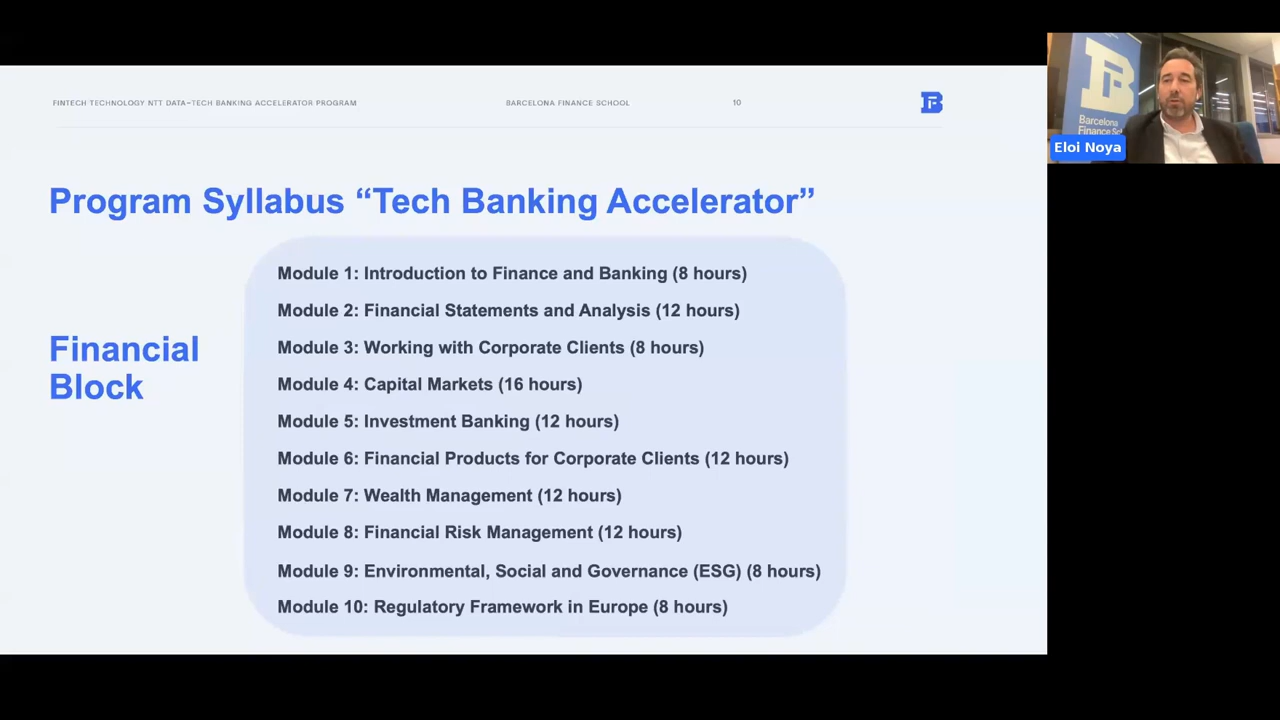 FINTECH TECHNOLOGY NTT DATA–TECH BANKING ACCELERATOR PROGRAM
BARCELONA FINANCE SCHOOL
10
Program Syllabus “Tech Banking Accelerator”
Financial
Block
Module 1: Introduction to Finance and Banking (8 hours)
Module 2: Financial Statements and Analysis (12 hours)
Module 3: Working with Corporate Clients (8 hours)
Module 4: Capital Markets (16 hours)
Module 5: Investment Banking (12 hours)
Module 6: Financial Products for Corporate Clients (12 hours)
Module 7: Wealth Management (12 hours)
Module 8: Financial Risk Management (12 hours)
Module 9: Environmental, Social and Governance (ESG) (8 hours)
Module 10: Regulatory Framework in Europe (8 hours)
Barcelona
Finance Sch
Eloi Noya